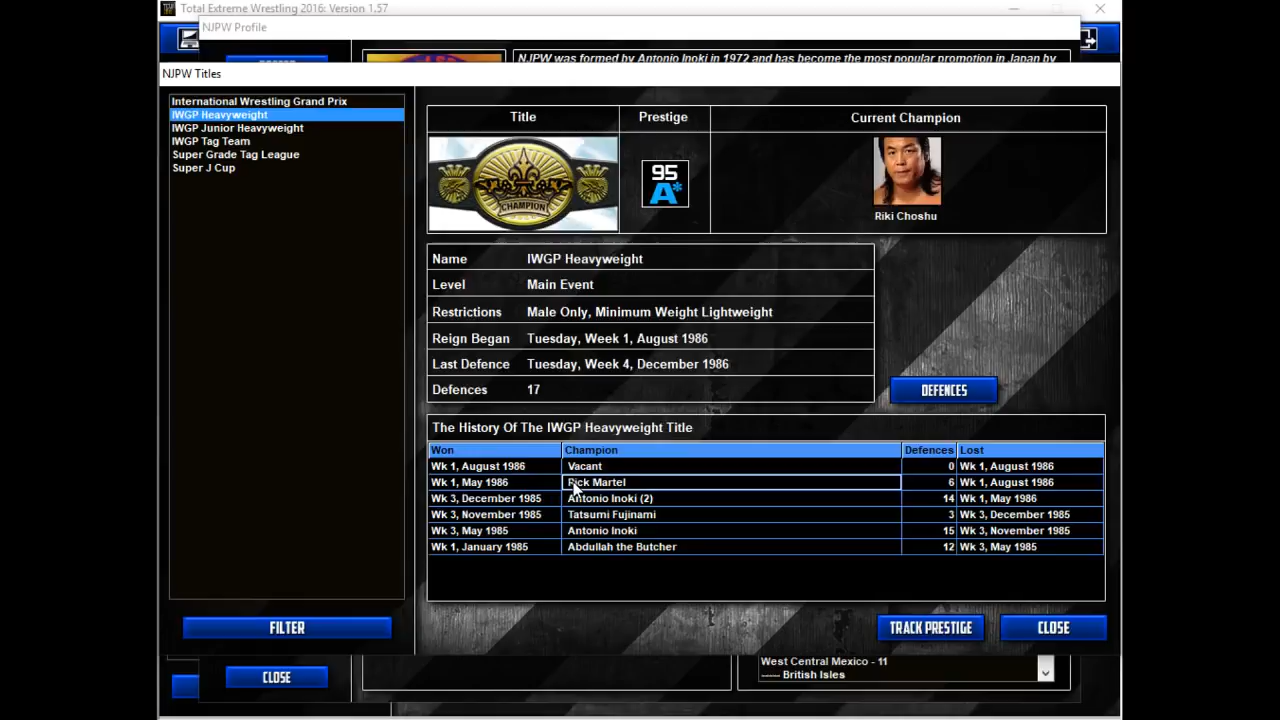 Total Extreme Wrestling 2016: Version 1.57
NJPW Profile
NJPW was formed by Antonio Inoki in 1972 and has become the most popular promotion in Japan by
NJPW Titles
International Wrestling Grand Prix
IWGP Heavyweight
IWGP Junior Heavyweight
IWGP Tag Team
Super Grade Tag League
Super J Cup
Title Prestige Current Champion
CHAMPION
95
A*
Riki Choshu
Name IWGP Heavyweight
Level Main Event
Restrictions Male Only, Minimum Weight Lightweight
Reign Began Tuesday, Week 1, August 1986
Last Defence Tuesday, Week 4, December 1986
Defences 17
DEFENCES
The History Of The IWGP Heavyweight Title
Won Champion Defences Lost
Wk 1, August 1986 Vacant 0 Wk 1, August 1986
Wk 1, May 1986 Rick Martel 6 Wk 1, August 1986
Wk 3, December 1985 Antonio Inoki (2) 14 Wk 1, May 1986
Wk 3, November 1985 Tatsumi Fujinami 3 Wk 3, December 1985
Wk 3, May 1985 Antonio Inoki 15 Wk 3, November 1985
Wk 1, January 1985 Abdullah the Butcher 12 Wk 3, May 1985
FILTER
TRACK PRESTIGE
CLOSE
CLOSE
West Central Mexico - 11
British Isles